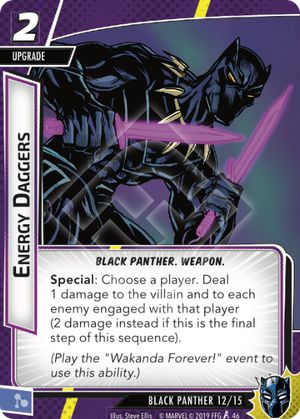 2
UPGRADE
ENERGY DAGGERS
BLACK PANTHER. WEAPON.
Special: Choose a player. Deal
1 damage to the villain and to each
enemy engaged with that player
(2 damage instead if this is the final
step of this sequence).
(Play the "Wakanda Forever!" event to
use this ability.)
BLACK PANTHER 12/15
Illus. Steve Ellis © MARVEL © 2019 FFG 46